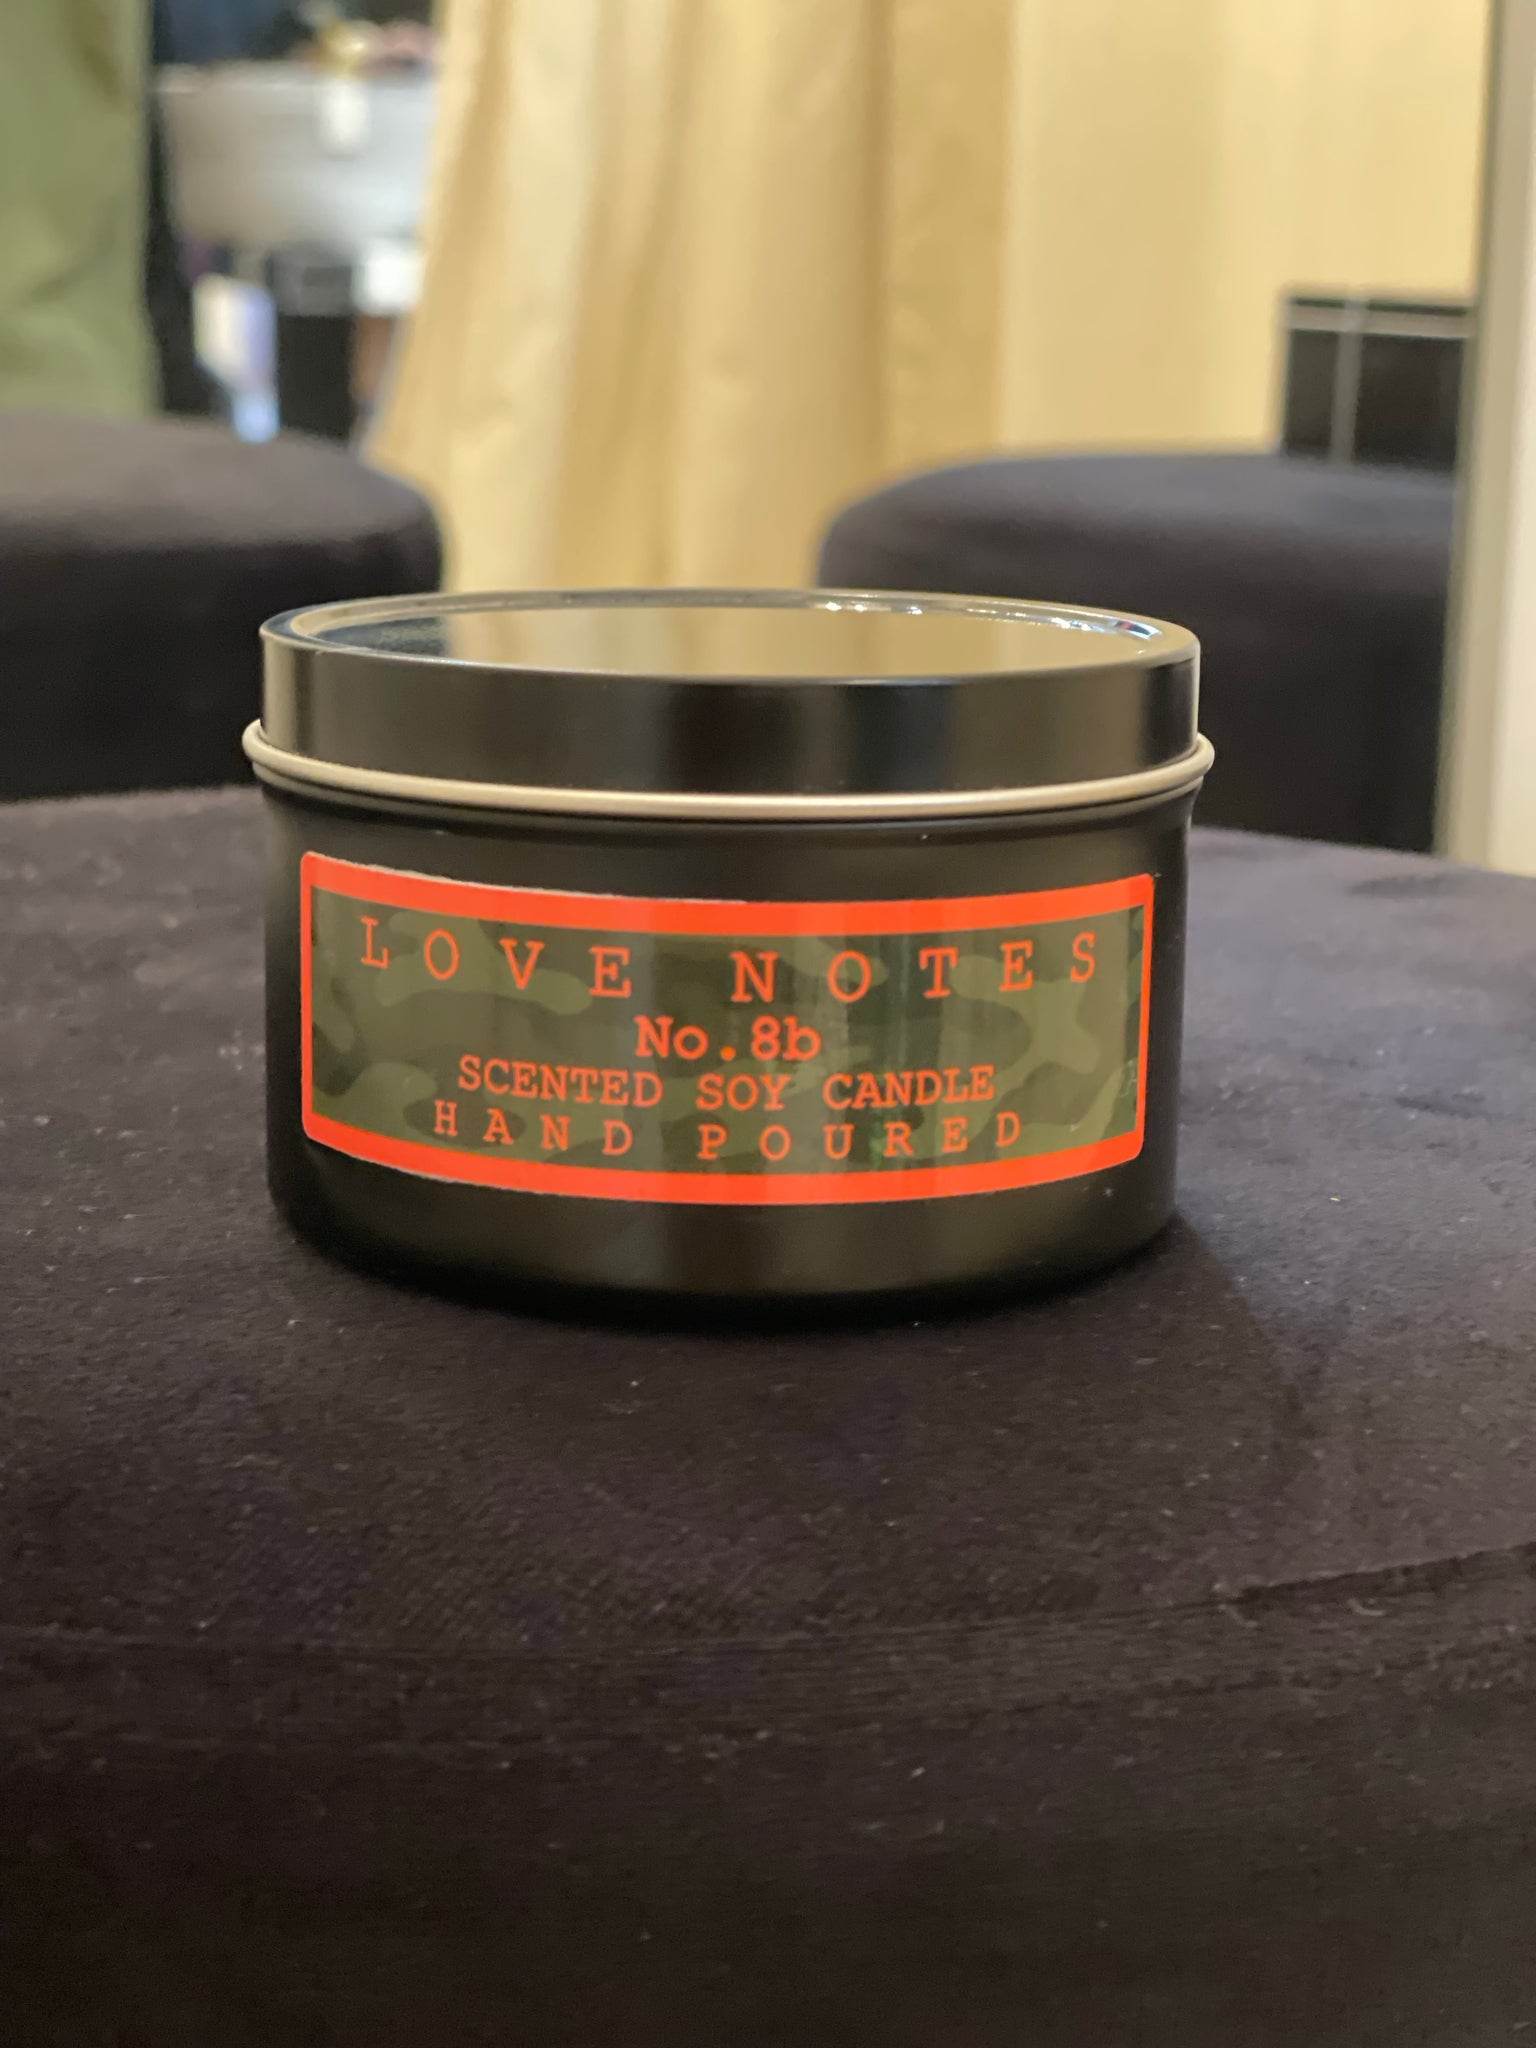 LOVE NOTES
No.8b
SCENTED SOY CANDLE
HAND POURED